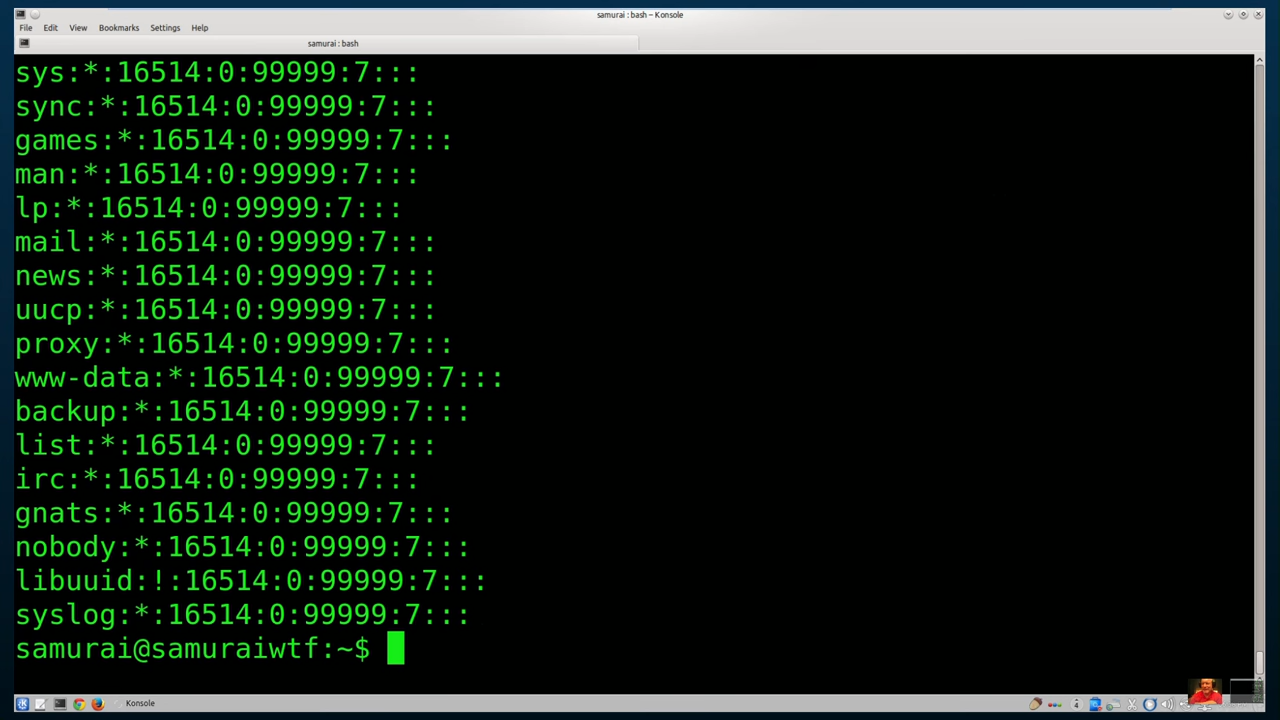 samurai : bash – Konsole
File Edit View Bookmarks Settings Help
samurai : bash
sys:*:16514:0:99999:7:::
sync:*:16514:0:99999:7:::
games:*:16514:0:99999:7:::
man:*:16514:0:99999:7:::
lp:*:16514:0:99999:7:::
mail:*:16514:0:99999:7:::
news:*:16514:0:99999:7:::
uucp:*:16514:0:99999:7:::
proxy:*:16514:0:99999:7:::
www-data:*:16514:0:99999:7:::
backup:*:16514:0:99999:7:::
list:*:16514:0:99999:7:::
irc:*:16514:0:99999:7:::
gnats:*:16514:0:99999:7:::
nobody:*:16514:0:99999:7:::
libuuid:!:16514:0:99999:7:::
syslog:*:16514:0:99999:7:::
samurai@samuraiwtf:~$
Konsole